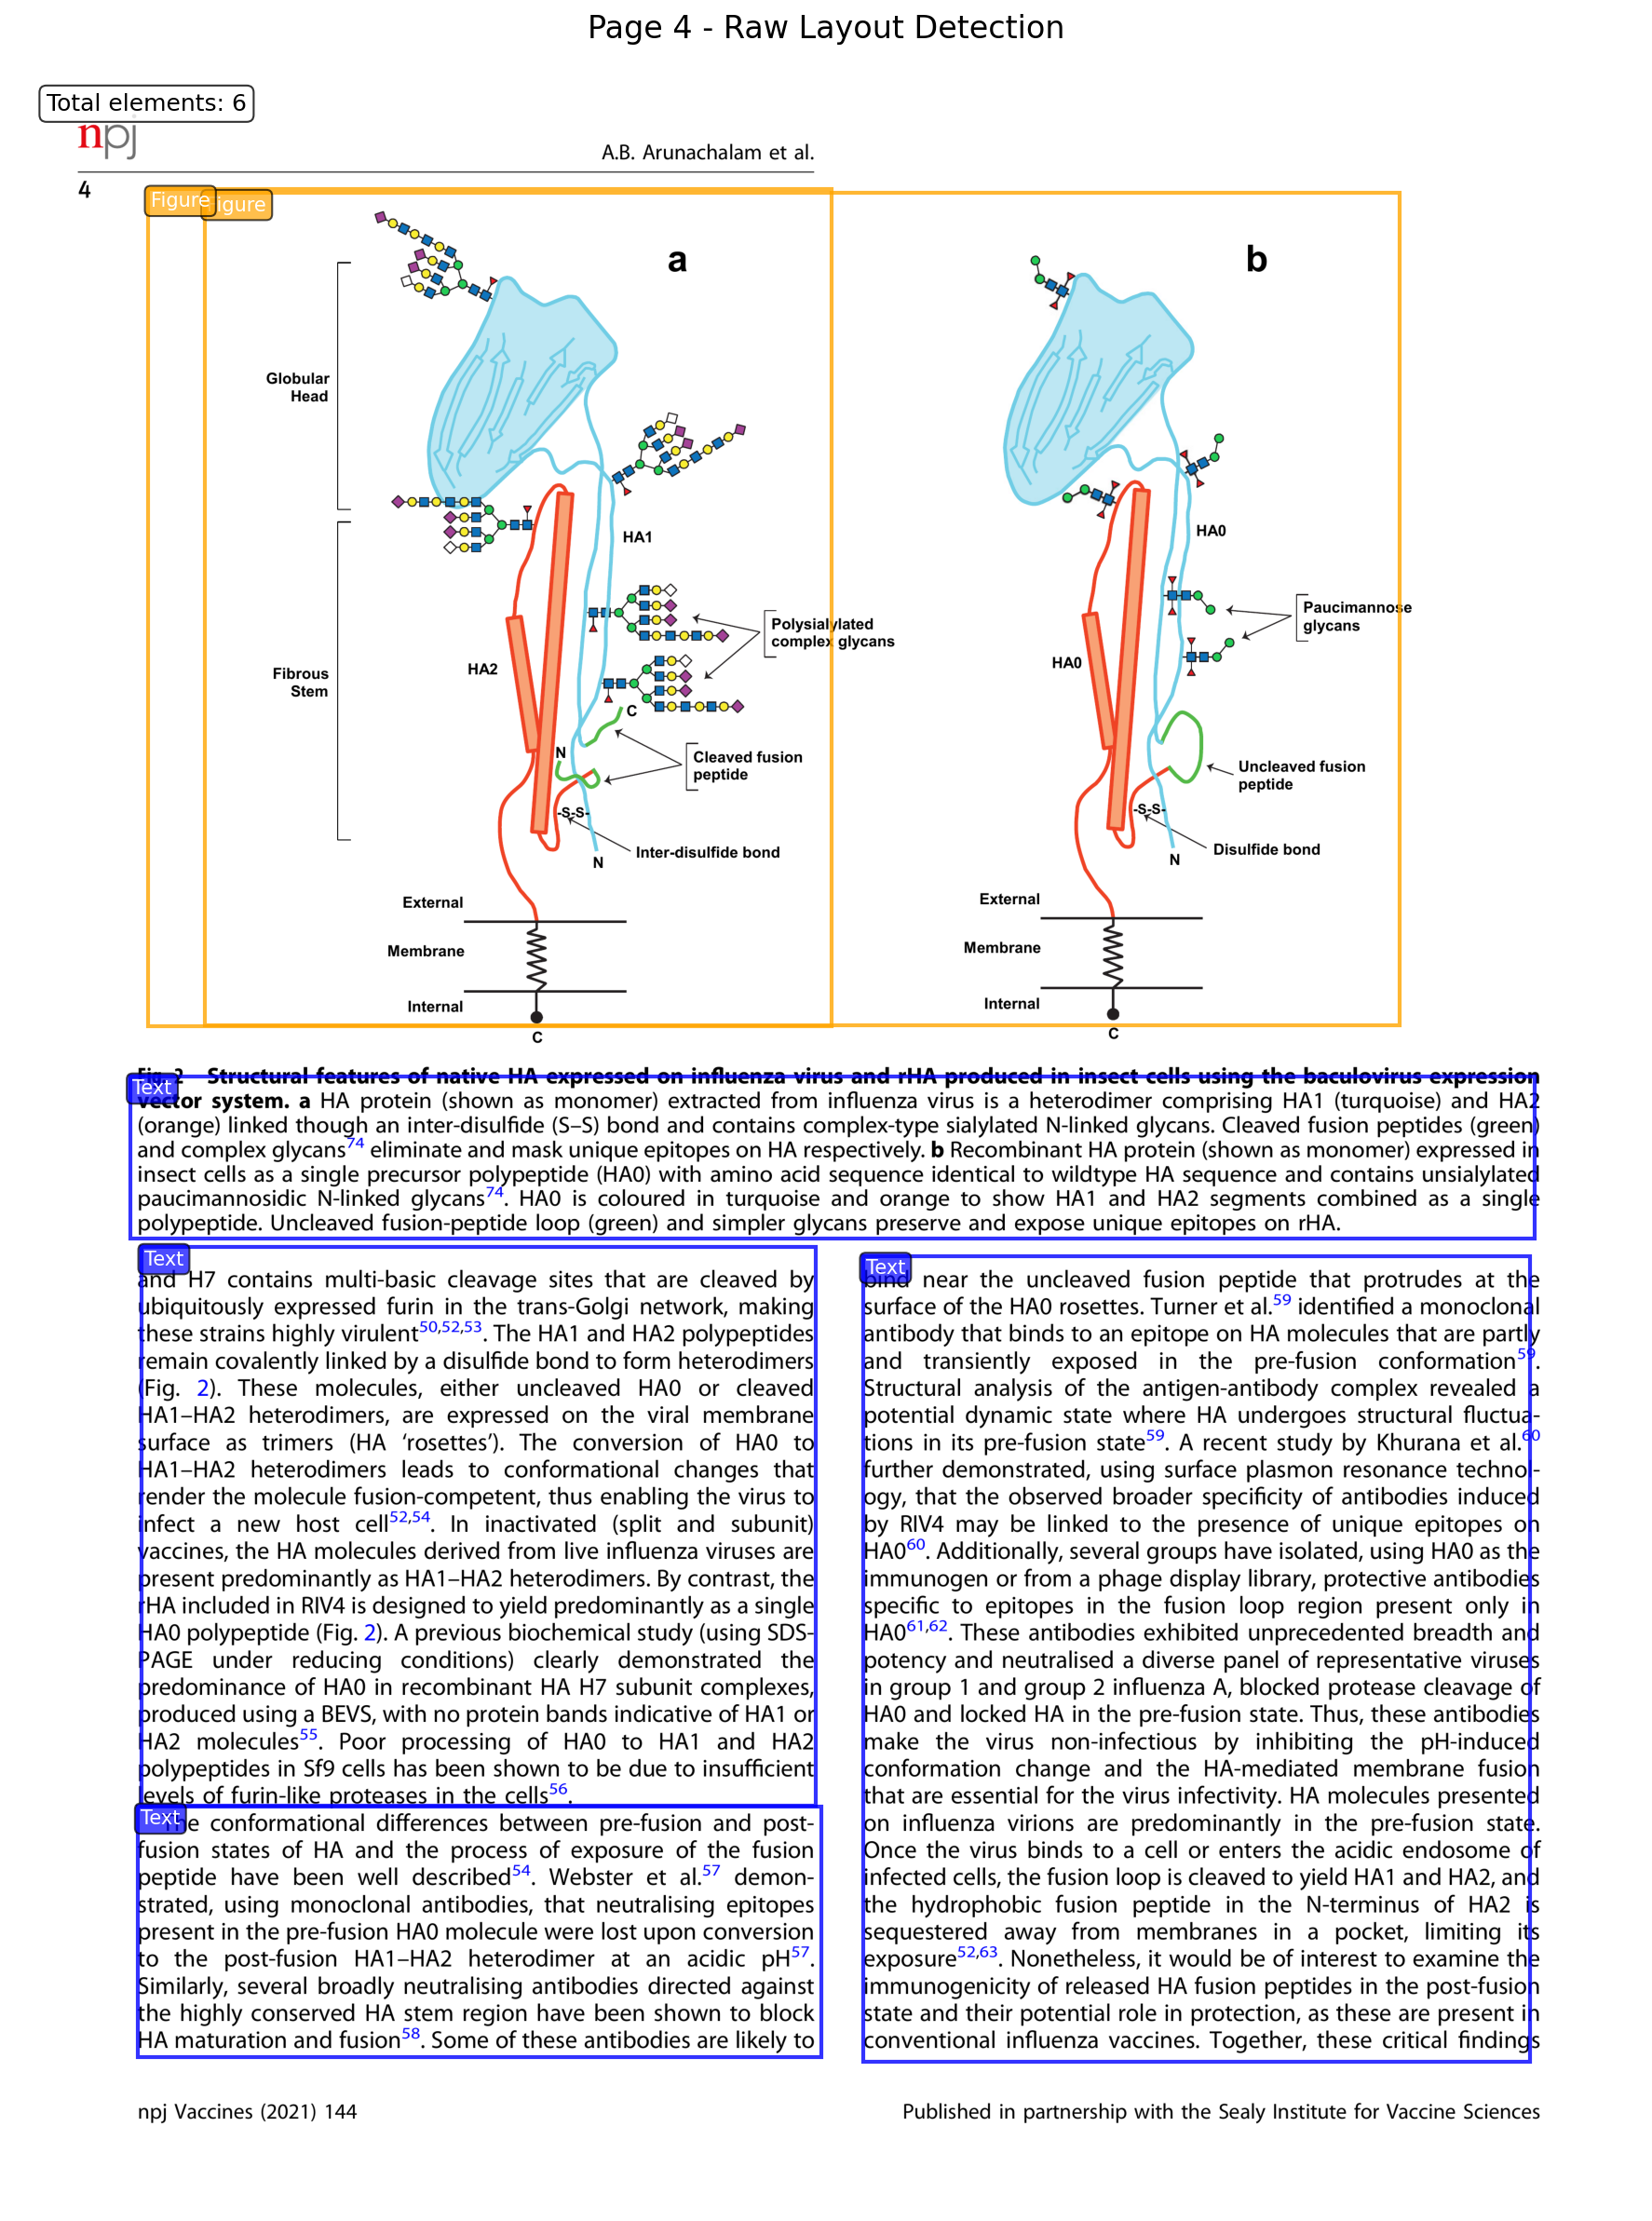 Page 4 - Raw Layout Detection
Total elements: 6
npj
A.B. Arunachalam et al.
4
Figure
Figure
a
Globular
Head
HA1
Polysialylated
complex glycans
Fibrous
Stem
HA2
C
N
Cleaved fusion
peptide
-S-S-
Inter-disulfide bond
N
External
Membrane
Internal
C
b
HA0
Paucimannose
glycans
HA0
Uncleaved fusion
peptide
-S-S-
Disulfide bond
N
External
Membrane
Internal
C
Text
Fig. 2 Structural features of native HA expressed on influenza virus and rHA produced in insect cells using the baculovirus expression
vector system. a HA protein (shown as monomer) extracted from influenza virus is a heterodimer comprising HA1 (turquoise) and HA2
(orange) linked though an inter-disulfide (S–S) bond and contains complex-type sialylated N-linked glycans. Cleaved fusion peptides (green)
and complex glycans74 eliminate and mask unique epitopes on HA respectively. b Recombinant HA protein (shown as monomer) expressed in
insect cells as a single precursor polypeptide (HA0) with amino acid sequence identical to wildtype HA sequence and contains unsialylated
paucimannosidic N-linked glycans74. HA0 is coloured in turquoise and orange to show HA1 and HA2 segments combined as a single
polypeptide. Uncleaved fusion-peptide loop (green) and simpler glycans preserve and expose unique epitopes on rHA.
Text
and H7 contains multi-basic cleavage sites that are cleaved by
ubiquitously expressed furin in the trans-Golgi network, making
these strains highly virulent50,52,53. The HA1 and HA2 polypeptides
remain covalently linked by a disulfide bond to form heterodimers
(Fig. 2). These molecules, either uncleaved HA0 or cleaved
HA1–HA2 heterodimers, are expressed on the viral membrane
surface as trimers (HA ‘rosettes’). The conversion of HA0 to
HA1–HA2 heterodimers leads to conformational changes that
render the molecule fusion-competent, thus enabling the virus to
infect a new host cell52,54. In inactivated (split and subunit)
vaccines, the HA molecules derived from live influenza viruses are
present predominantly as HA1–HA2 heterodimers. By contrast, the
rHA included in RIV4 is designed to yield predominantly as a single
HA0 polypeptide (Fig. 2). A previous biochemical study (using SDS-
PAGE under reducing conditions) clearly demonstrated the
predominance of HA0 in recombinant HA H7 subunit complexes,
produced using a BEVS, with no protein bands indicative of HA1 or
HA2 molecules55. Poor processing of HA0 to HA1 and HA2
polypeptides in Sf9 cells has been shown to be due to insufficient
levels of furin-like proteases in the cells56.
Text
The conformational differences between pre-fusion and post-
fusion states of HA and the process of exposure of the fusion
peptide have been well described54. Webster et al.57 demon-
strated, using monoclonal antibodies, that neutralising epitopes
present in the pre-fusion HA0 molecule were lost upon conversion
to the post-fusion HA1–HA2 heterodimer at an acidic pH57.
Similarly, several broadly neutralising antibodies directed against
the highly conserved HA stem region have been shown to block
HA maturation and fusion58. Some of these antibodies are likely to
Text
bind near the uncleaved fusion peptide that protrudes at the
surface of the HA0 rosettes. Turner et al.59 identified a monoclonal
antibody that binds to an epitope on HA molecules that are partly
and transiently exposed in the pre-fusion conformation59.
Structural analysis of the antigen-antibody complex revealed a
potential dynamic state where HA undergoes structural fluctua-
tions in its pre-fusion state59. A recent study by Khurana et al.60
further demonstrated, using surface plasmon resonance technol-
ogy, that the observed broader specificity of antibodies induced
by RIV4 may be linked to the presence of unique epitopes on
HA060. Additionally, several groups have isolated, using HA0 as the
immunogen or from a phage display library, protective antibodies
specific to epitopes in the fusion loop region present only in
HA061,62. These antibodies exhibited unprecedented breadth and
potency and neutralised a diverse panel of representative viruses
in group 1 and group 2 influenza A, blocked protease cleavage of
HA0 and locked HA in the pre-fusion state. Thus, these antibodies
make the virus non-infectious by inhibiting the pH-induced
conformation change and the HA-mediated membrane fusion
that are essential for the virus infectivity. HA molecules presented
on influenza virions are predominantly in the pre-fusion state.
Once the virus binds to a cell or enters the acidic endosome of
infected cells, the fusion loop is cleaved to yield HA1 and HA2, and
the hydrophobic fusion peptide in the N-terminus of HA2 is
sequestered away from membranes in a pocket, limiting its
exposure52,63. Nonetheless, it would be of interest to examine the
immunogenicity of released HA fusion peptides in the post-fusion
state and their potential role in protection, as these are present in
conventional influenza vaccines. Together, these critical findings
npj Vaccines (2021) 144
Published in partnership with the Sealy Institute for Vaccine Sciences